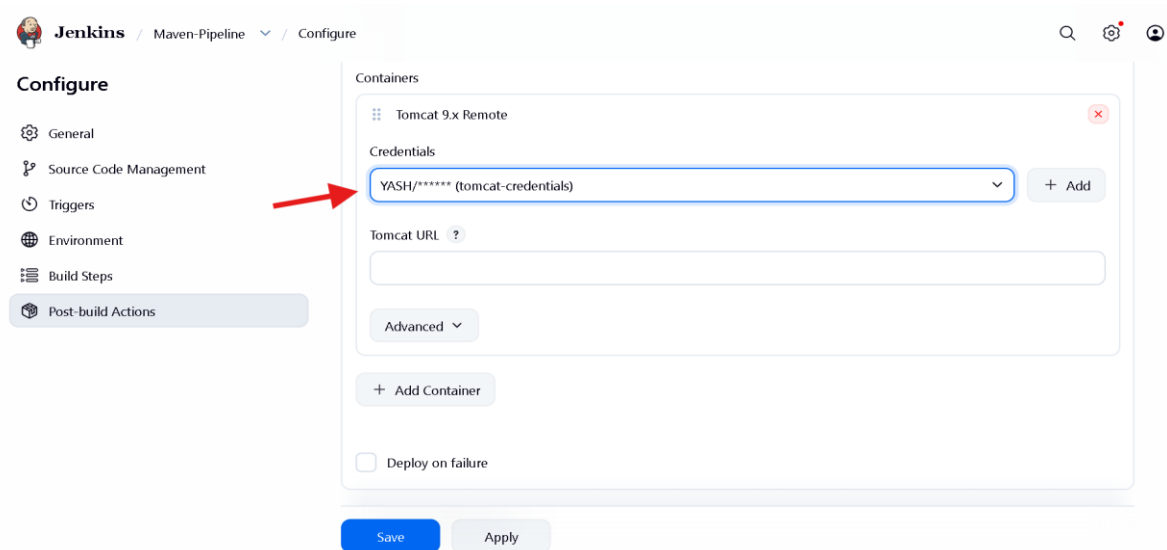 Jenkins / Maven-Pipeline / Configure
Configure
General
Source Code Management
Triggers
Environment
Build Steps
Post-build Actions
Containers
Tomcat 9.x Remote
Credentials
YASH/****** (tomcat-credentials)
+ Add
Tomcat URL ?
Advanced
+ Add Container
Deploy on failure
Save
Apply